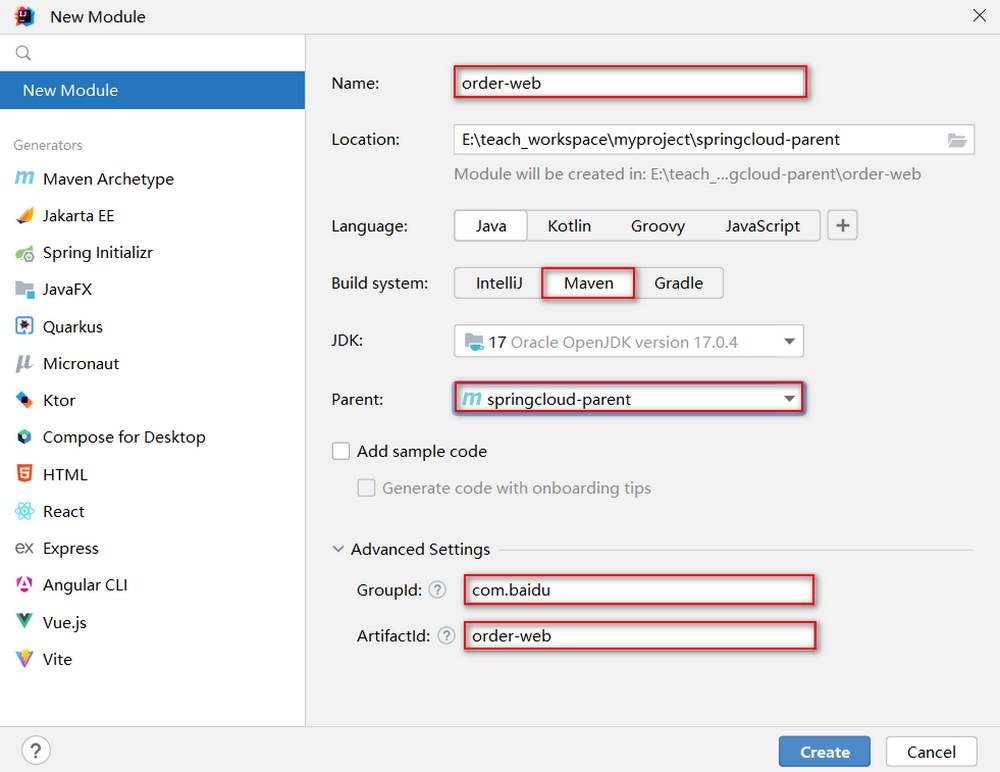 New Module
New Module
Generators
Maven Archetype
Jakarta EE
Spring Initializr
JavaFX
Quarkus
Micronaut
Ktor
Compose for Desktop
HTML
React
Express
Angular CLI
Vue.js
Vite
Name: order-web
Location: E:\teach_workspace\myproject\springcloud-parent
Module will be created in: E:\teach_...gcloud-parent\order-web
Language: Java Kotlin Groovy JavaScript +
Build system: IntelliJ Maven Gradle
JDK: 17 Oracle OpenJDK version 17.0.4
Parent: m springcloud-parent
Add sample code
Generate code with onboarding tips
Advanced Settings
GroupId: ? com.baidu
ArtifactId: ? order-web
? Create Cancel